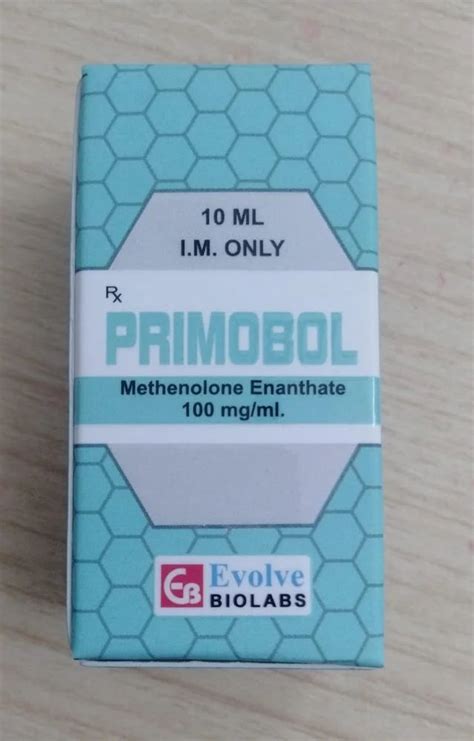 10 ML
I.M. ONLY
Rx
PRIMOBOL
Methenolone Enanthate
100 mg/ml.
EB Evolve
BIOLABS